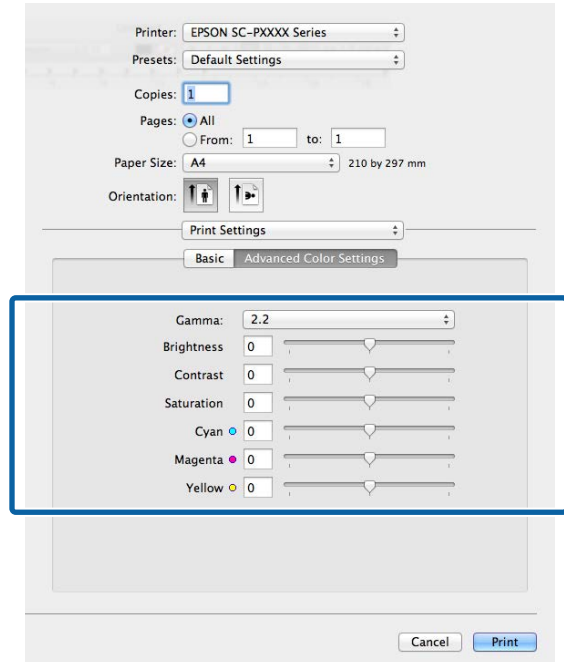 Printer: EPSON SC-PXXXX Series
Presets: Default Settings
Copies: 1
Pages: All
From: 1 to: 1
Paper Size: A4 210 by 297 mm
Orientation:
Print Settings
Basic Advanced Color Settings
Gamma: 2.2
Brightness 0
Contrast 0
Saturation 0
Cyan 0
Magenta 0
Yellow 0
Cancel Print